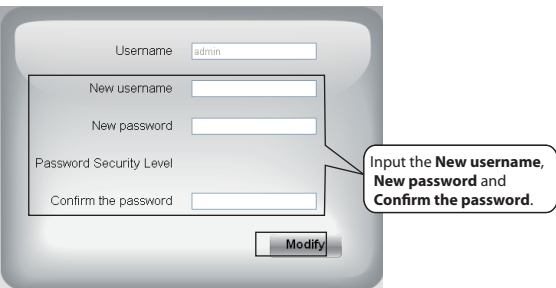 Username admin
New username
New password
Password Security Level
Confirm the password
Modify
Input the New username,
New password and
Confirm the password.